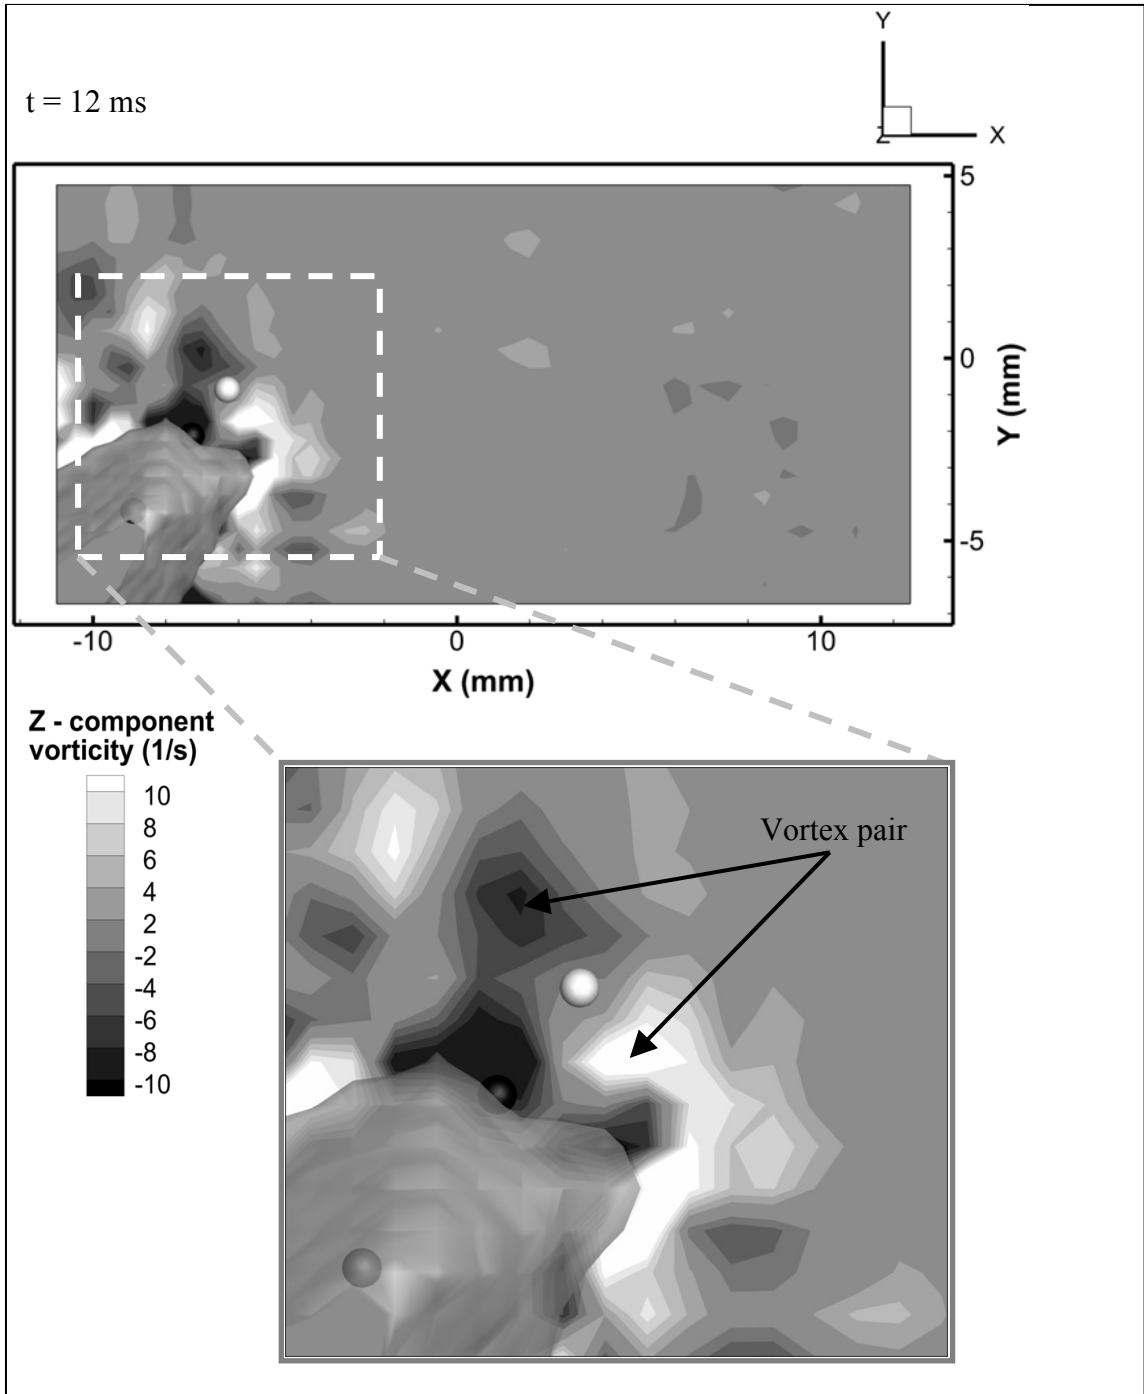 Y
t = 12 ms
Z
X
5
0
-5
Y (mm)
-10
0
10
X (mm)
Z - component
vorticity (1/s)
10
8
6
4
2
-2
-4
-6
-8
-10
Vortex pair